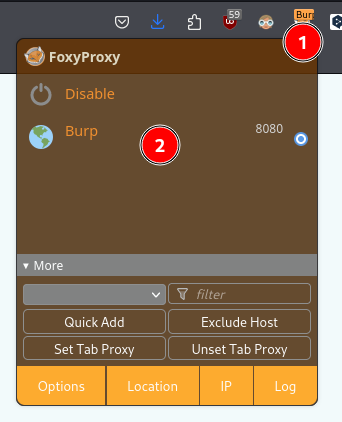 59
Burp
1
FoxyProxy
Disable
Burp
2
8080
▾ More
filter
Quick Add
Exclude Host
Set Tab Proxy
Unset Tab Proxy
Options
Location
IP
Log